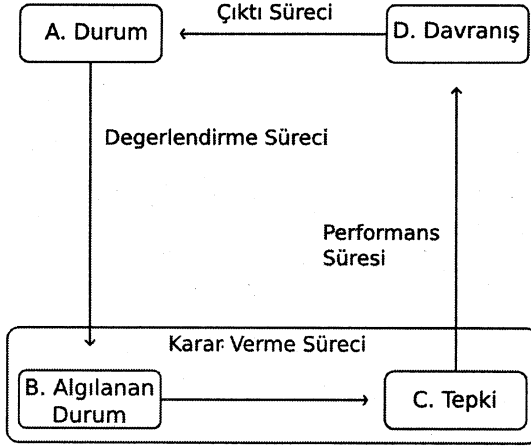 Çıktı Süreci
A. Durum
D. Davranış
Degerlendirme Süreci
Performans
Süresi
Karar Verme Süreci
B. Algılanan
Durum
C. Tepki